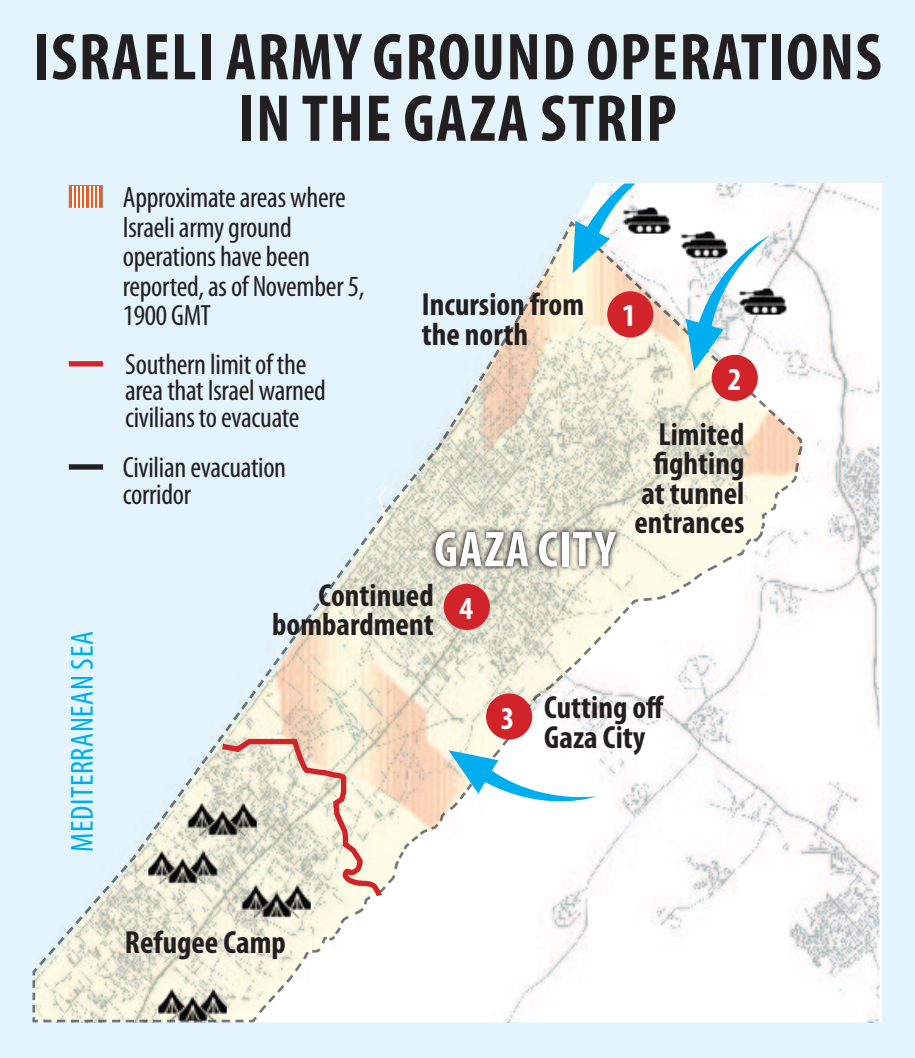 ISRAELI ARMY GROUND OPERATIONS
IN THE GAZA STRIP
Approximate areas where
Israeli army ground
operations have been
reported, as of November 5,
1900 GMT
Southern limit of the
area that Israel warned
civilians to evacuate
Civilian evacuation
corridor
Incursion from
the north
1
2
Limited
fighting
at tunnel
entrances
GAZA CITY
Continued
bombardment
4
3
Cutting off
Gaza City
MEDITERRANEAN SEA
Refugee Camp